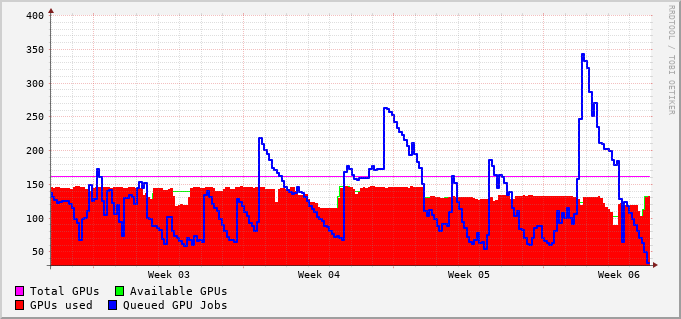 400
350
300
250
200
150
100
50
Week 03 Week 04 Week 05 Week 06
Total GPUs Available GPUs
GPUs used Queued GPU Jobs
RRDTOOL / TOBI OETIKER